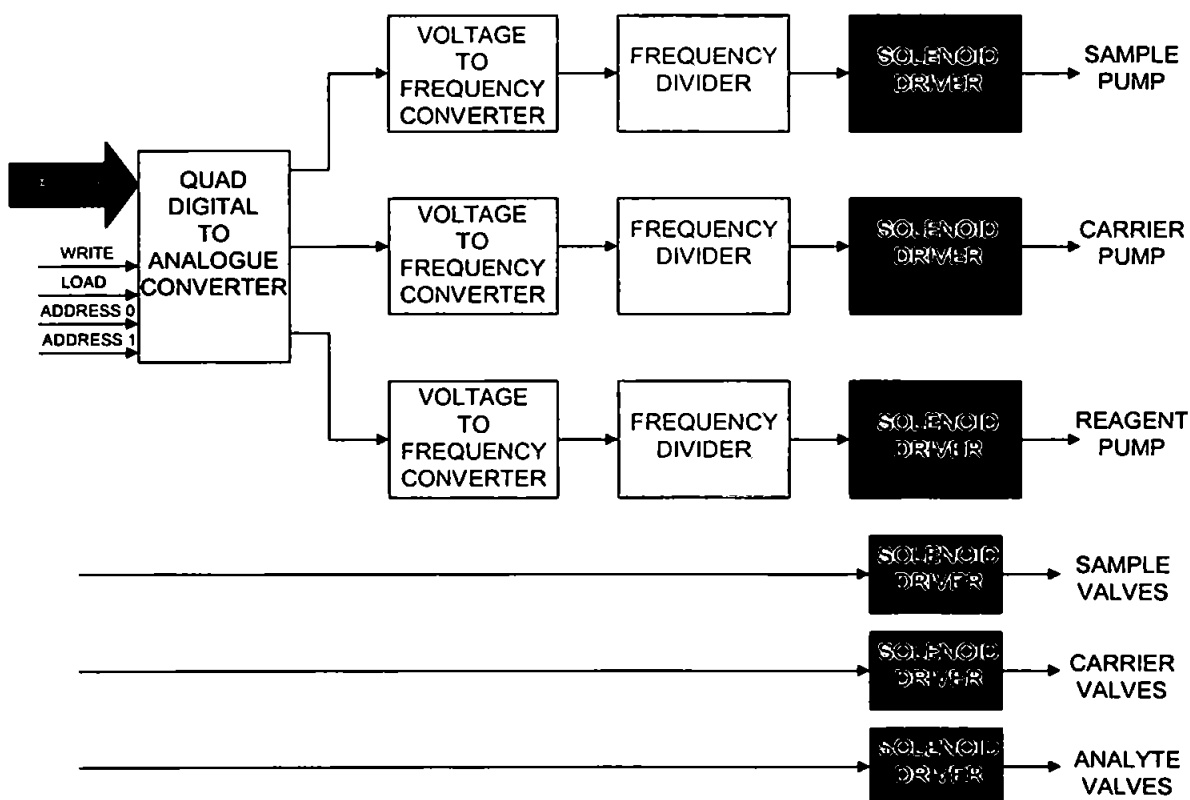 VOLTAGE
TO
FREQUENCY
CONVERTER
FREQUENCY
DIVIDER
SOLENOID
DRIVER
SAMPLE
PUMP
QUAD
DIGITAL
TO
ANALOGUE
CONVERTER
WRITE
LOAD
ADDRESS 0
ADDRESS 1
VOLTAGE
TO
FREQUENCY
CONVERTER
FREQUENCY
DIVIDER
SOLENOID
DRIVER
CARRIER
PUMP
VOLTAGE
TO
FREQUENCY
CONVERTER
FREQUENCY
DIVIDER
SOLENOID
DRIVER
REAGENT
PUMP
SOLENOID
DRIVER
SAMPLE
VALVES
SOLENOID
DRIVER
CARRIER
VALVES
SOLENOID
DRIVER
ANALYTE
VALVES